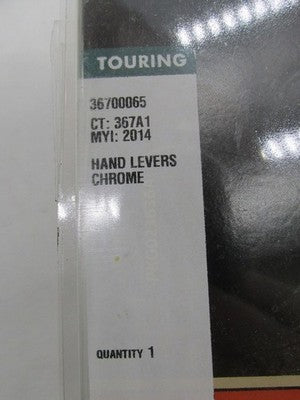 TOURING
36700065
CT: 367A1
MYI: 2014
HAND LEVERS
CHROME
QUANTITY 1